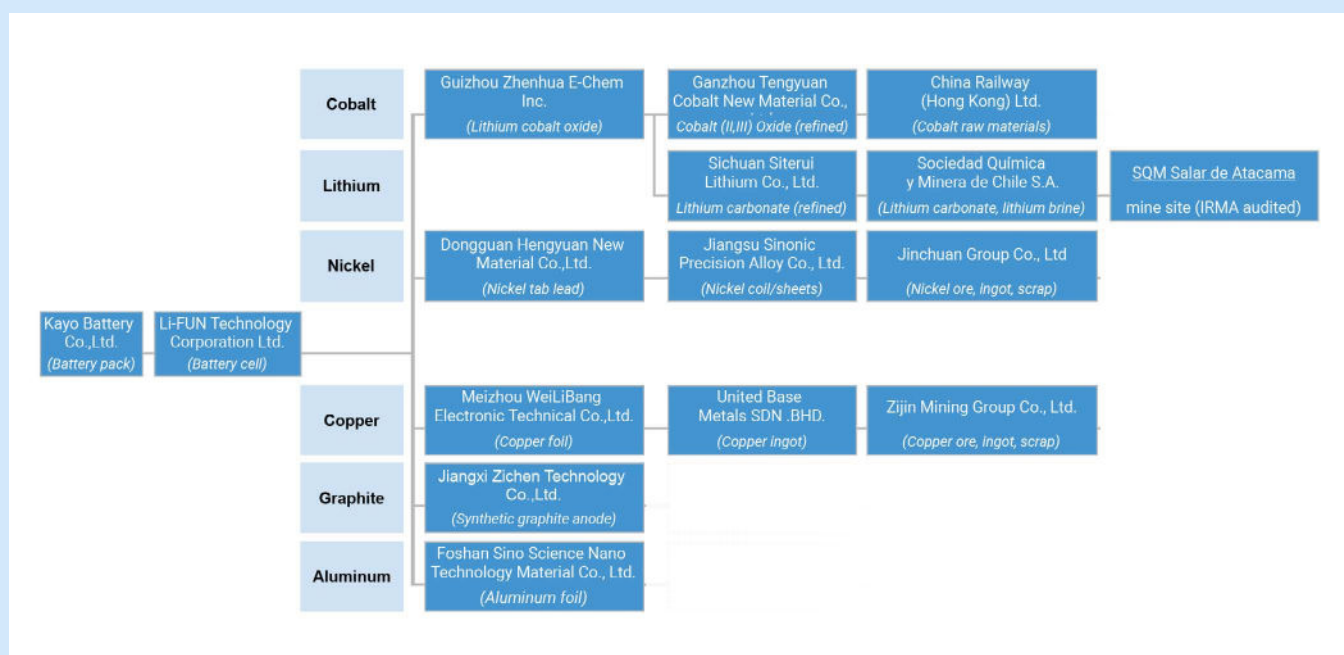 Cobalt
Guizhou Zhenhua E-Chem
Inc.
(Lithium cobalt oxide)
Ganzhou Tengyuan
Cobalt New Material Co.,
Cobalt (II,III) Oxide (refined)
China Railway
(Hong Kong) Ltd.
(Cobalt raw materials)
Lithium
Sichuan Siterui
Lithium Co., Ltd.
Lithium carbonate (refined)
Sociedad Química
y Minera de Chile S.A.
(Lithium carbonate, lithium brine)
SQM Salar de Atacama
mine site (IRMA audited)
Nickel
Dongguan Hengyuan New
Material Co.,Ltd.
(Nickel tab lead)
Jiangsu Sinonic
Precision Alloy Co., Ltd.
(Nickel coil/sheets)
Jinchuan Group Co., Ltd
(Nickel ore, ingot, scrap)
Kayo Battery
Co.,Ltd.
(Battery pack)
Li-FUN Technology
Corporation Ltd.
(Battery cell)
Copper
Meizhou WeiLiBang
Electronic Technical Co.,Ltd.
(Copper foil)
United Base
Metals SDN .BHD.
(Copper ingot)
Zijin Mining Group Co., Ltd.
(Copper ore, ingot, scrap)
Graphite
Jiangxi Zichen Technology
Co.,Ltd.
(Synthetic graphite anode)
Aluminum
Foshan Sino Science Nano
Technology Material Co., Ltd.
(Aluminum foil)